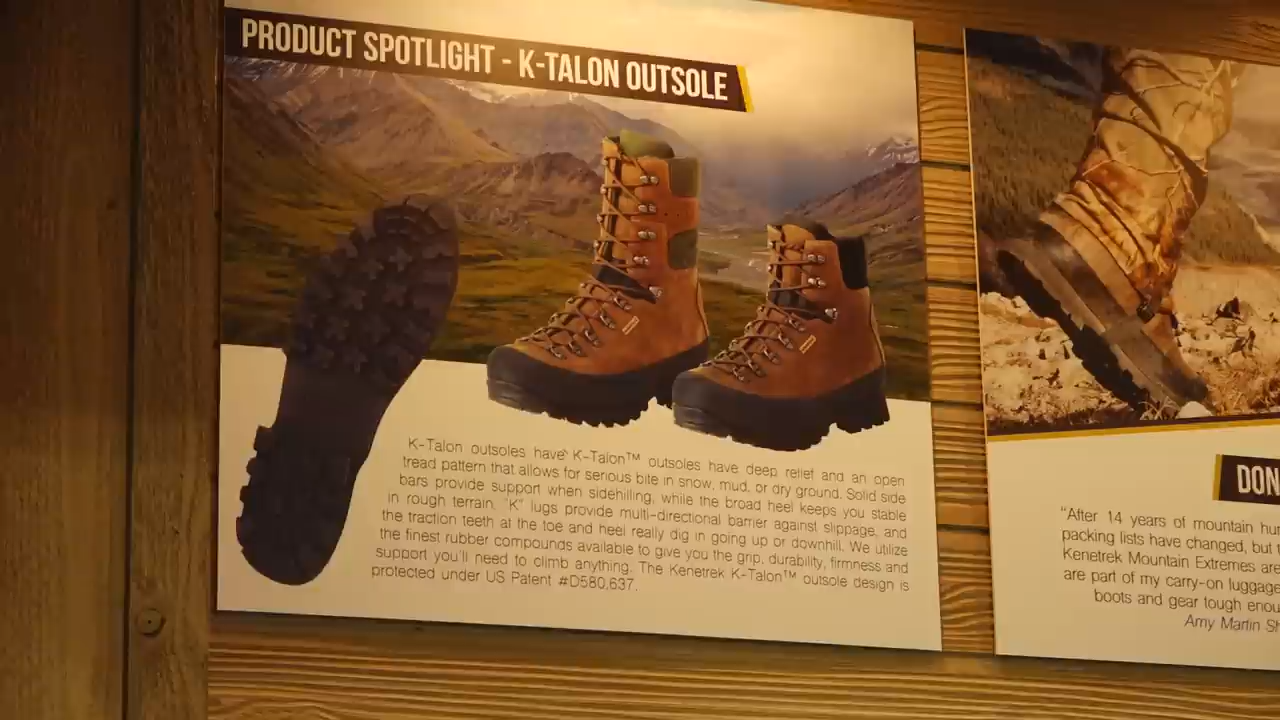 PRODUCT SPOTLIGHT - K-TALON OUTSOLE
K-Talon outsoles have` K-Talon™ outsoles have deep relief and an open
tread pattern that allows for serious bite in snow, mud, or dry ground. Solid side
bars provide support when sidehilling, while the broad heel keeps you stable
in rough terrain. "K" lugs provide multi-directional barrier against slippage, and
the traction teeth at the toe and heel really dig in going up or downhill. We utilize
the finest rubber compounds available to give you the grip, durability, firmness and
support you'll need to climb anything. The Kenetrek K-Talon™ outsole design is
protected under US Patent #D580,637.
DON
"After 14 years of mountain hu
packing lists have changed, but
Kenetrek Mountain Extremes are
are part of my carry-on luggage
boots and gear tough enou
Amy Martin Sh